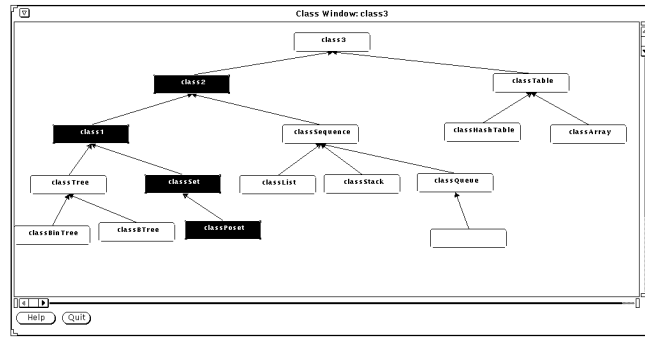 Class Window: class3
class3
class2
classTable
class1
classSequence
classHashTable
classArray
classTree
classSet
classList
classStack
classQueue
classBinTree
classBTree
classPoset
Help
Quit